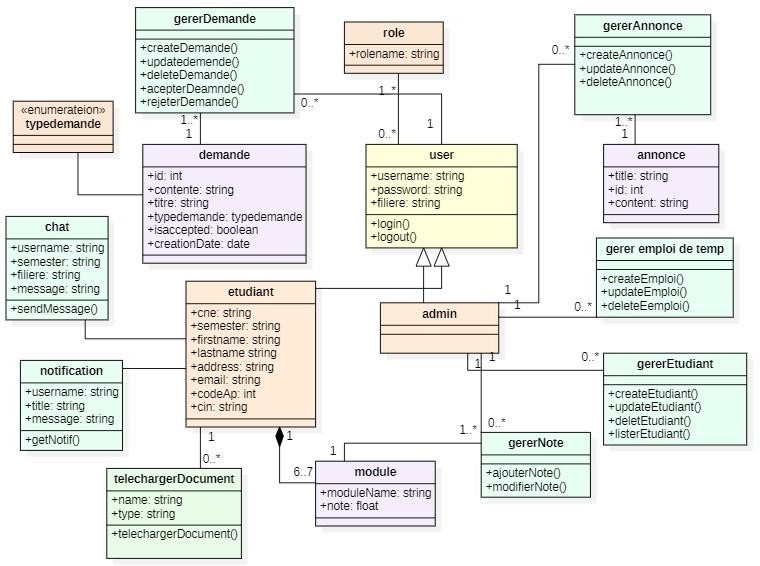 gererDemande
+createDemande()
+updatedemende()
+deleteDemande()
+acepterDeamnde()
+rejeterDemande()
role
+rolename: string
gererAnnonce
+createAnnonce()
+updateAnnonce()
+deleteAnnonce()
0..*
0..*
1..*
1
1..*
0..*
1
1..*
1
«enumerateion»
typedemande
demande
+id: int
+contente: string
+titre: string
+typedemande: typedemande
+isaccepted: boolean
+creationDate: date
user
+username: string
+password: string
+filiere: string
+login()
+logout()
annonce
+title: string
+id: int
+content: string
chat
+username: string
+semester: string
+filiere: string
+message: string
+sendMessage()
gerer emploi de temp
+createEmploi()
+updateEmploi()
+deleteEemploi()
etudiant
+cne: string
+semester: string
+firstname: string
+lastname string
+address: string
+email: string
+codeAp: int
+cin: string
admin
1
1
0..*
1
1
0..*
notification
+username: string
+title: string
+message: string
+getNotif()
gererEtudiant
+createEtudiant()
+updateEtudiant()
+deletEtudiant()
+listerEtudiant()
1
0..*
1
6..7
1
1..*
0..*
gererNote
+ajouterNote()
+modifierNote()
telechargerDocument
+name: string
+type: string
+telechargerDocument()
module
+moduleName: string
+note: float